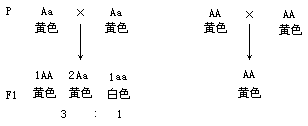 P Aa × Aa AA × AA
黄色 黄色 黄色 黄色
1AA 2Aa 1aa AA
F1 黄色 黄色 白色 黄色
3 : 1